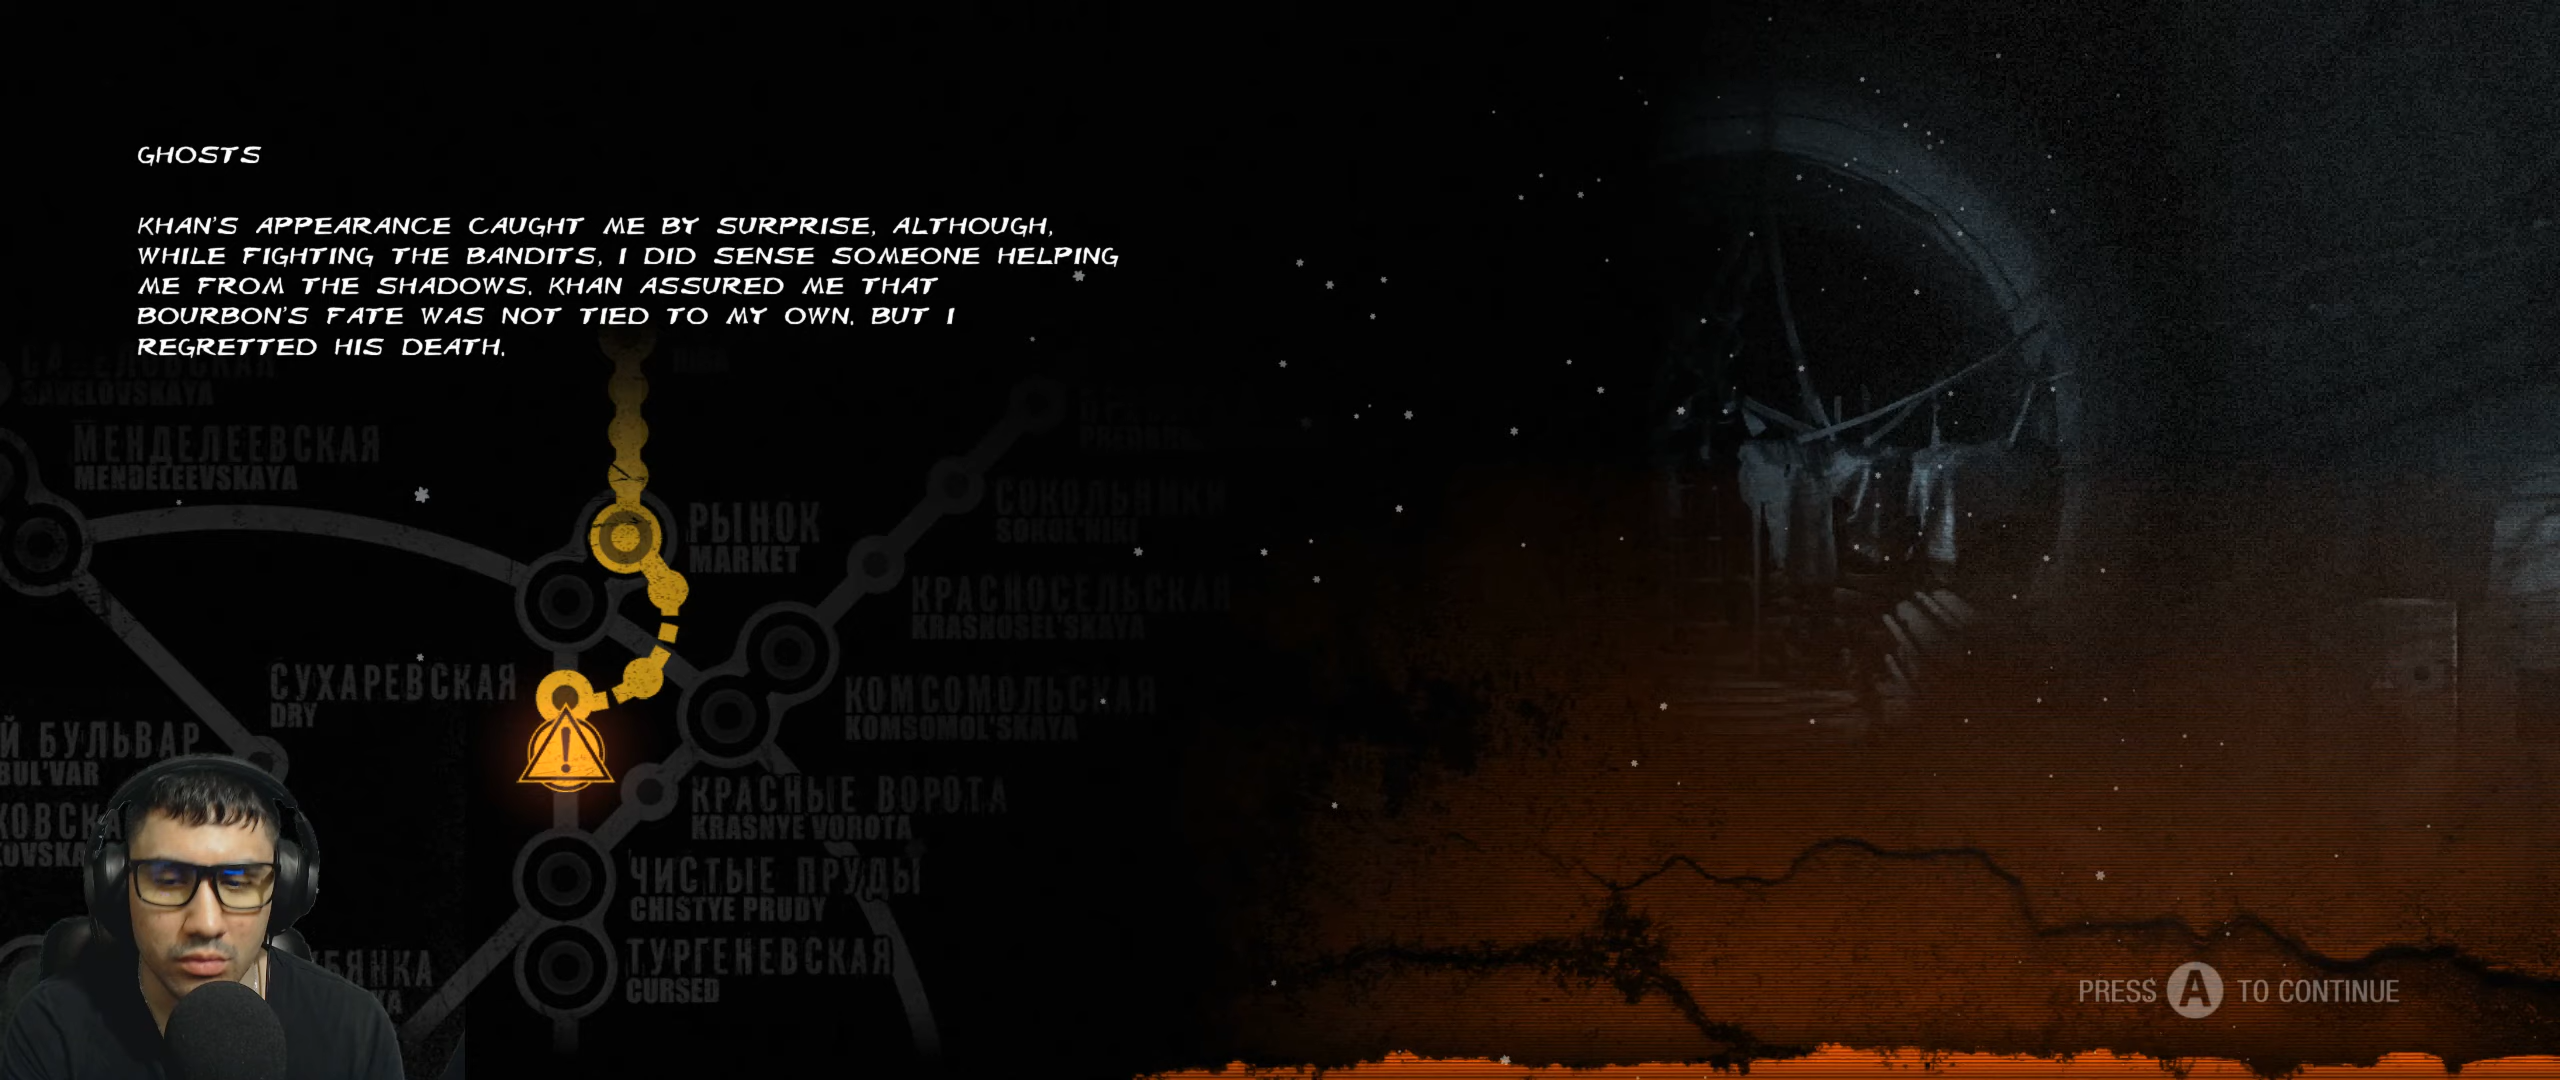 GHOSTS
KHAN'S APPEARANCE CAUGHT ME BY SURPRISE, ALTHOUGH,
WHILE FIGHTING THE BANDITS, I DID SENSE SOMEONE HELPING
ME FROM THE SHADOWS. KHAN ASSURED ME THAT
BOURBON'S FATE WAS NOT TIED TO MY OWN. BUT I
REGRETTED HIS DEATH.
SAVELOVSKAYA
МЕНДЕЛЕЕВСКАЯ
MENDELEEVSKAYA
РЫНОК
MARKET
СОКОЛЬНИКИ
SOKOL'NIKI
КРАСНОСЕЛЬСКАЯ
KRASNOSEL'SKAYA
СУХАРЕВСКАЯ
DRY
КОМСОМОЛЬСКАЯ
KOMSOMOL'SKAYA
Й БУЛЬВАР
BUL'VAR
КРАСНЫЕ ВОРОТА
KRASNYE VOROTA
ЧИСТЫЕ ПРУДЫ
CHISTYE PRUDY
ТУРГЕНЕВСКАЯ
CURSED
PRESS A TO CONTINUE